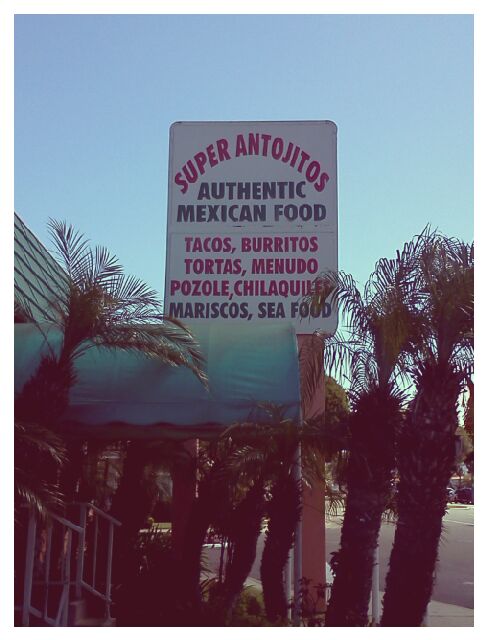 SUPER ANTOJITOS
AUTHENTIC
MEXICAN FOOD
TACOS, BURRITOS
TORTAS, MENUDO
POZOLE, CHILAQUILES
MARISCOS, SEA FOOD